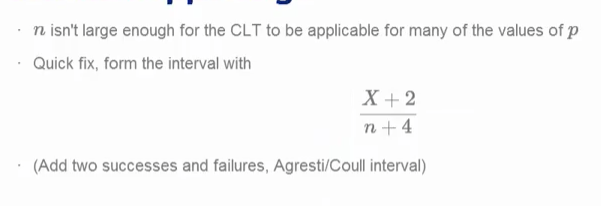 · n isn't large enough for the CLT to be applicable for many of the values of p
· Quick fix, form the interval with
X + 2
n + 4
· (Add two successes and failures, Agresti/Coull interval)